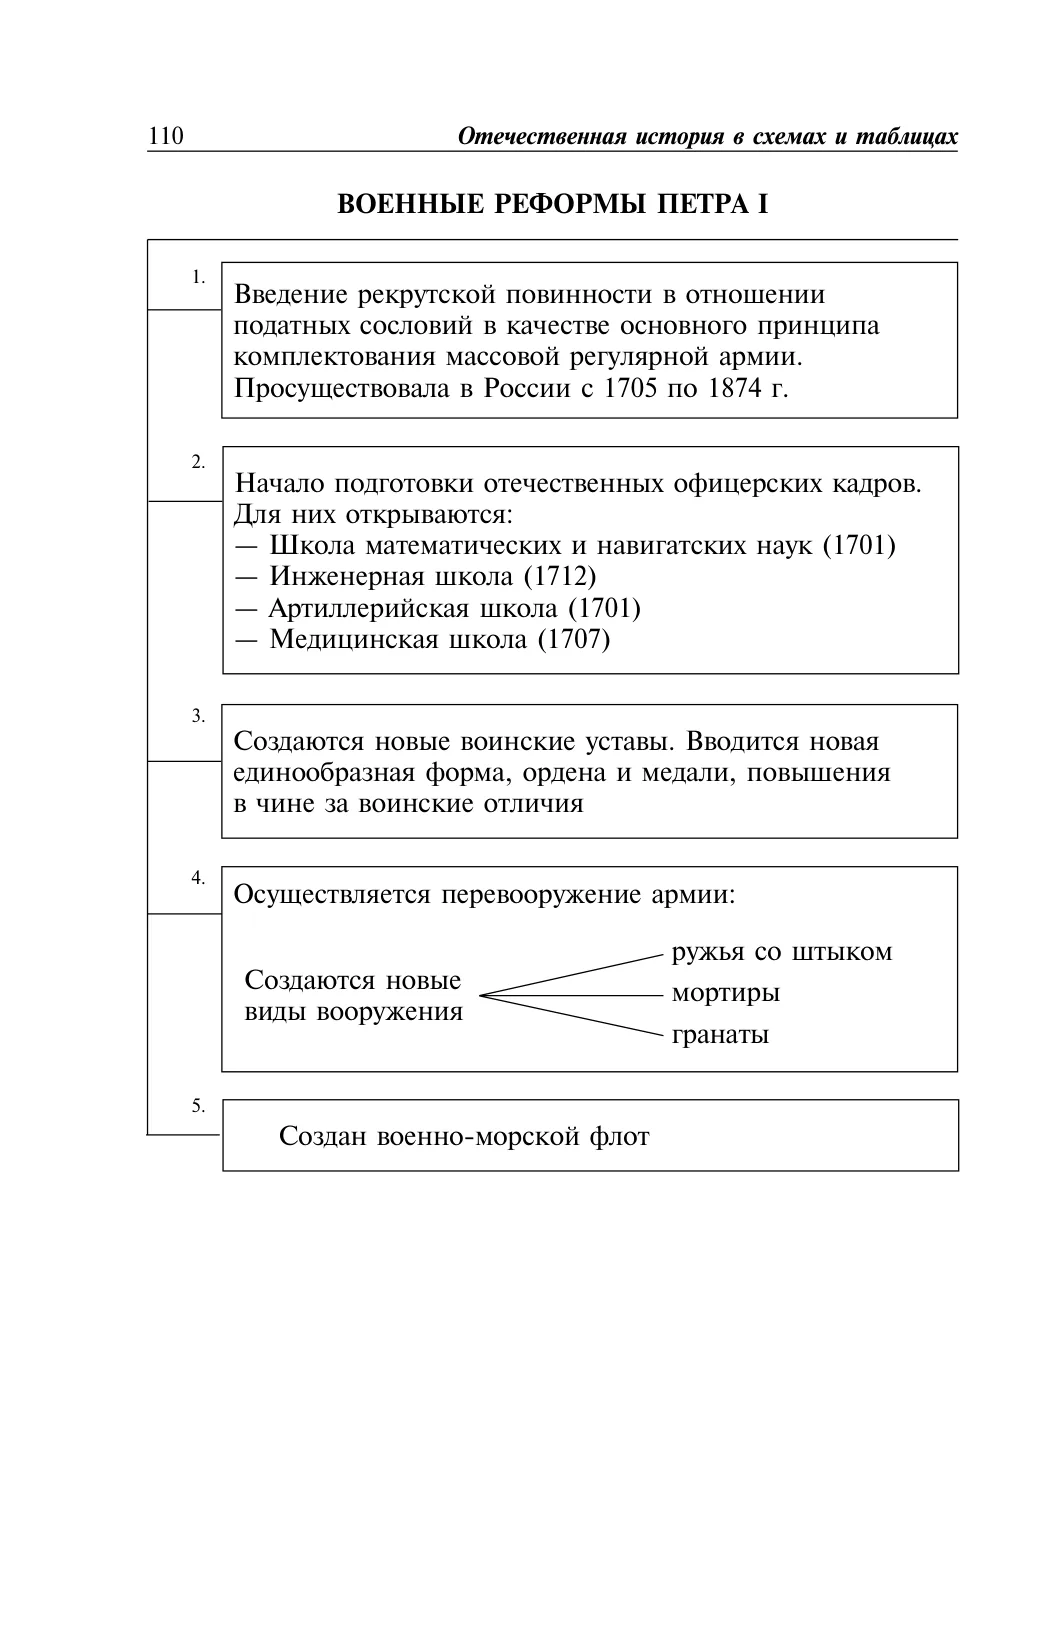 110
Отечественная история в схемах и таблицах
ВОЕННЫЕ РЕФОРМЫ ПЕТРА I
1.
Введение рекрутской повинности в отношении
податных сословий в качестве основного принципа
комплектования массовой регулярной армии.
Просуществовала в России с 1705 по 1874 г.
2.
Начало подготовки отечественных офицерских кадров.
Для них открываются:
— Школа математических и навигатских наук (1701)
— Инженерная школа (1712)
— Артиллерийская школа (1701)
— Медицинская школа (1707)
3.
Создаются новые воинские уставы. Вводится новая
единообразная форма, ордена и медали, повышения
в чине за воинские отличия
4.
Осуществляется перевооружение армии:
Создаются новые
виды вооружения
ружья со штыком
мортиры
гранаты
5.
Создан военно-морской флот